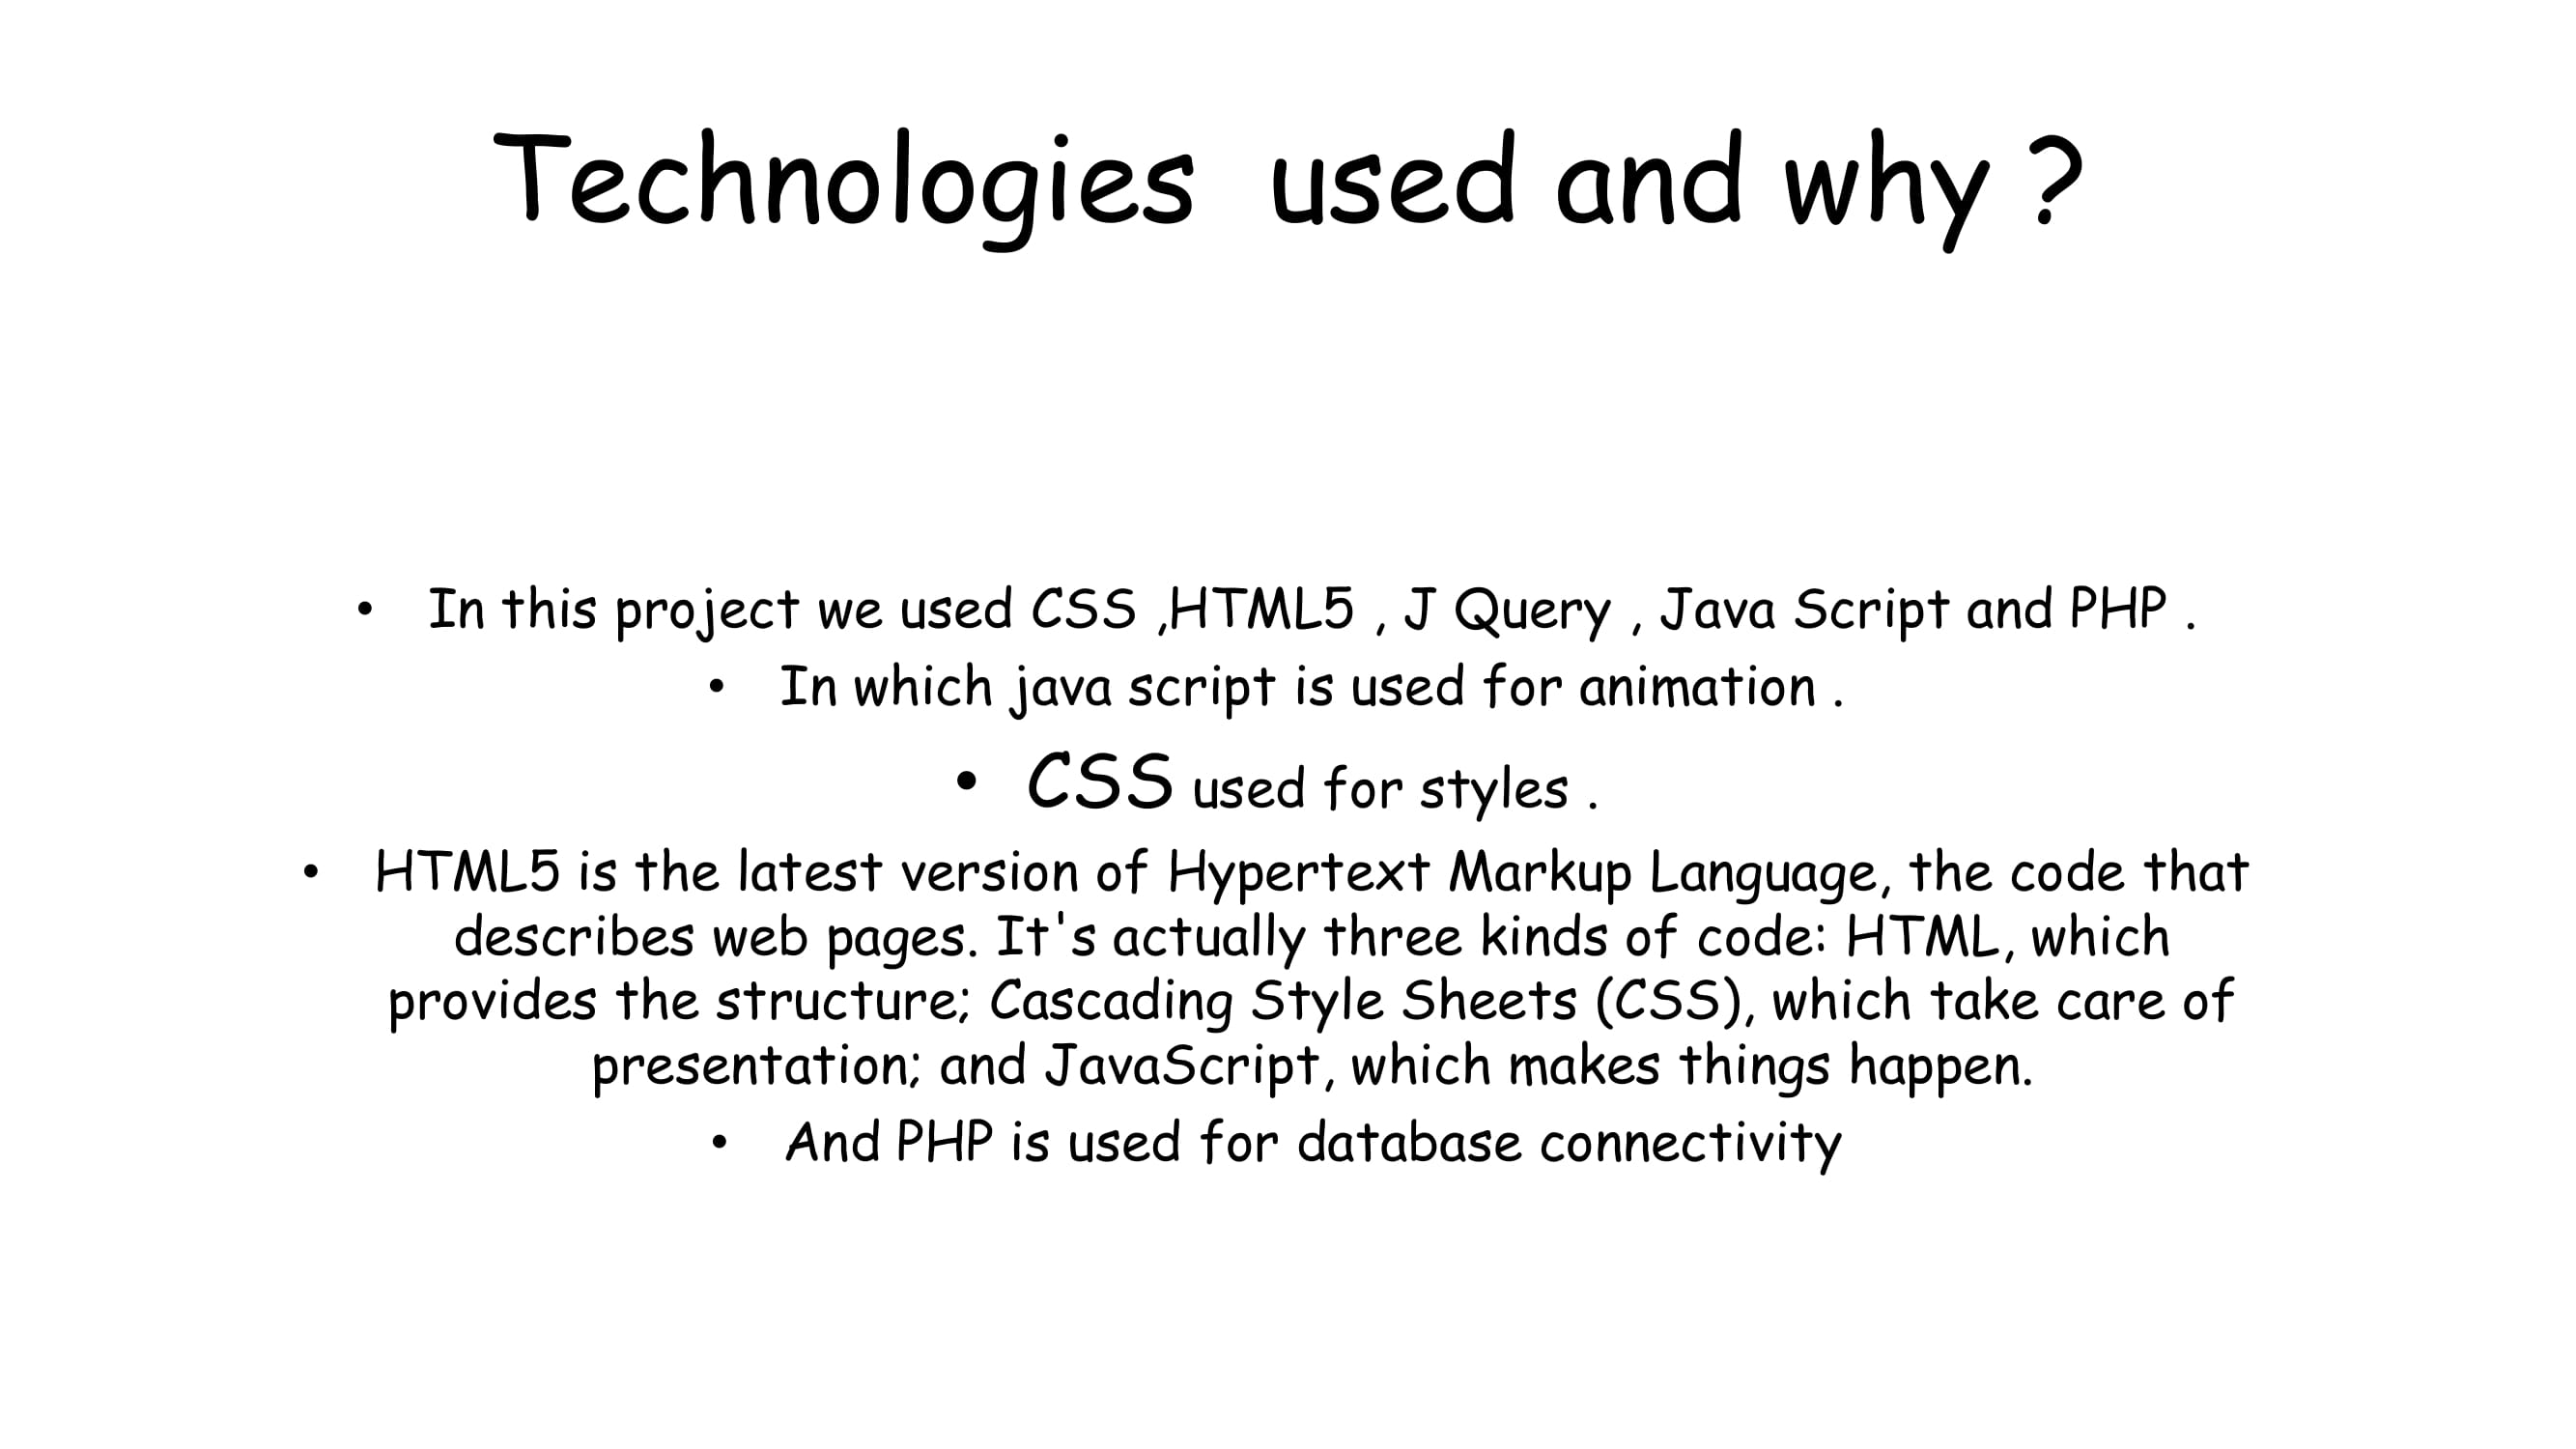 Technologies  used and why ?
• In this project we used CSS ,HTML5 , J Query , Java Script and PHP .
• In which java script is used for animation .
• CSS used for styles .
• HTML5 is the latest version of Hypertext Markup Language, the code that
describes web pages. It's actually three kinds of code: HTML, which
provides the structure; Cascading Style Sheets (CSS), which take care of
presentation; and JavaScript, which makes things happen.
• And PHP is used for database connectivity